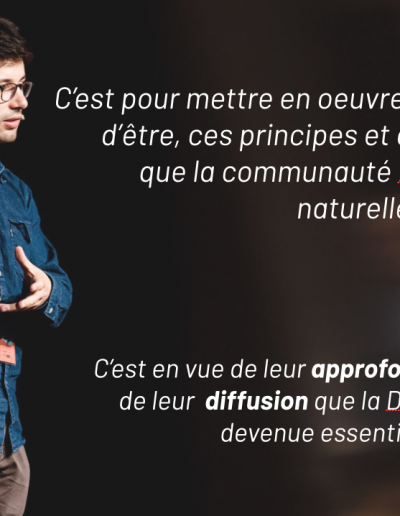 C’est pour mettre en oeuvre
d’être, ces principes et
que la communauté
naturelle
C’est en vue de leur approfo
de leur diffusion que la D
devenue essenti